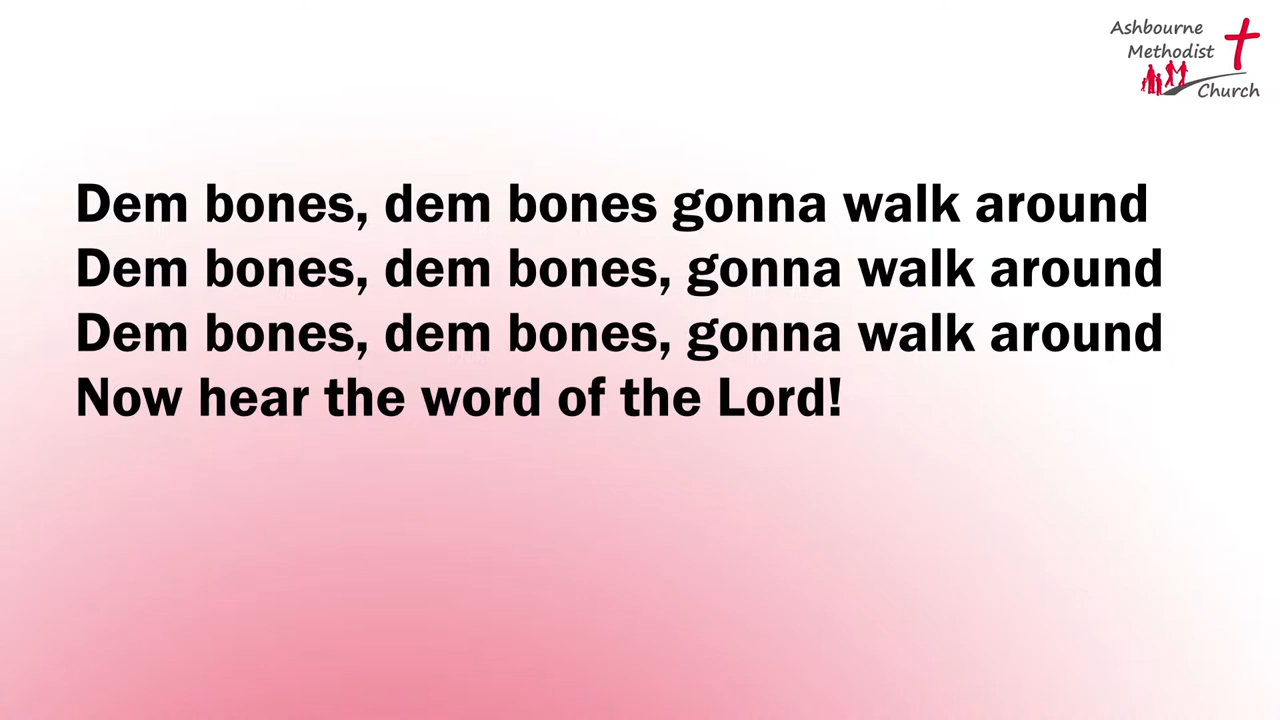 Ashbourne
Methodist
Church
Dem bones, dem bones gonna walk around
Dem bones, dem bones, gonna walk around
Dem bones, dem bones, gonna walk around
Now hear the word of the Lord!